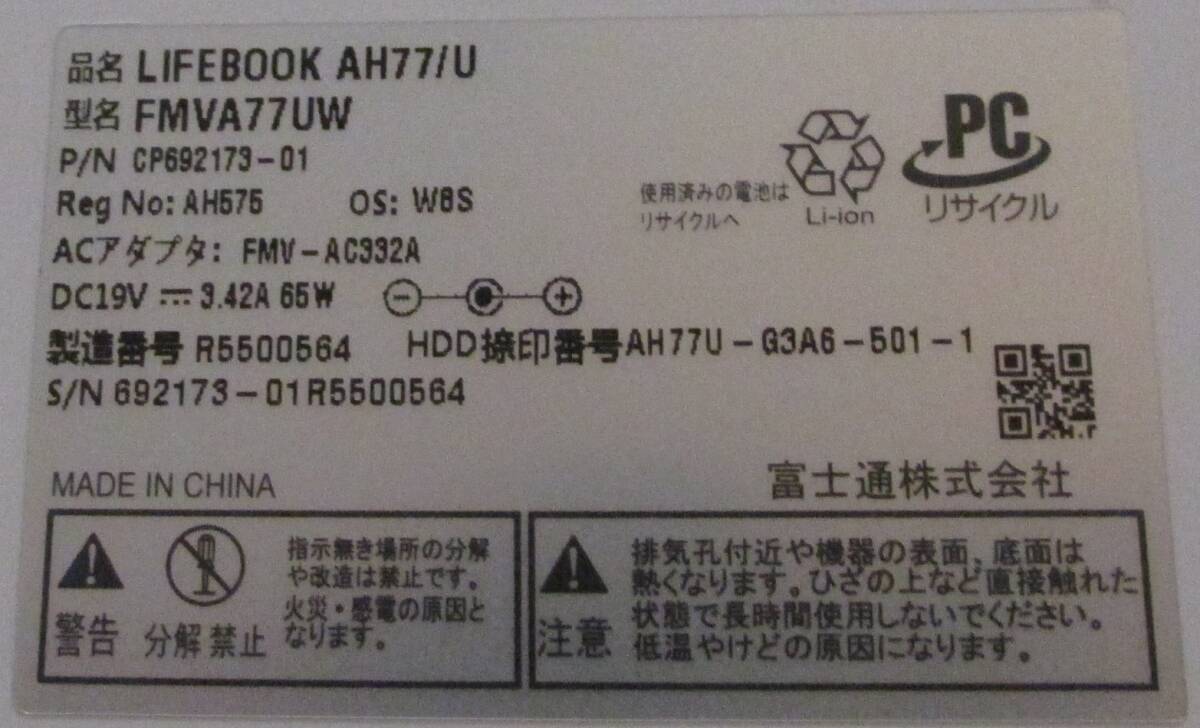 品名 LIFEBOOK AH77/U
型名 FMVA77UW
P/N CP692173-01
Reg No: AH575 OS: W8S
ACアダプタ: FMV-AC332A
DC19V ⎓ 3.42A 65W
製造番号 R5500564 HDD捺印番号AH77U-G3A6-501-1
S/N 692173-01R5500564
使用済みの電池は
リサイクルへ
Li-ion
PC
リサイクル
MADE IN CHINA
富士通株式会社
警告
分解禁止
指示無き場所の分解
や改造は禁止です。
火災・感電の原因と
なります。
注意
排気孔付近や機器の表面、底面は
熱くなります。ひざの上など直接触れた
状態で長時間使用しないでください。
低温やけどの原因になります。